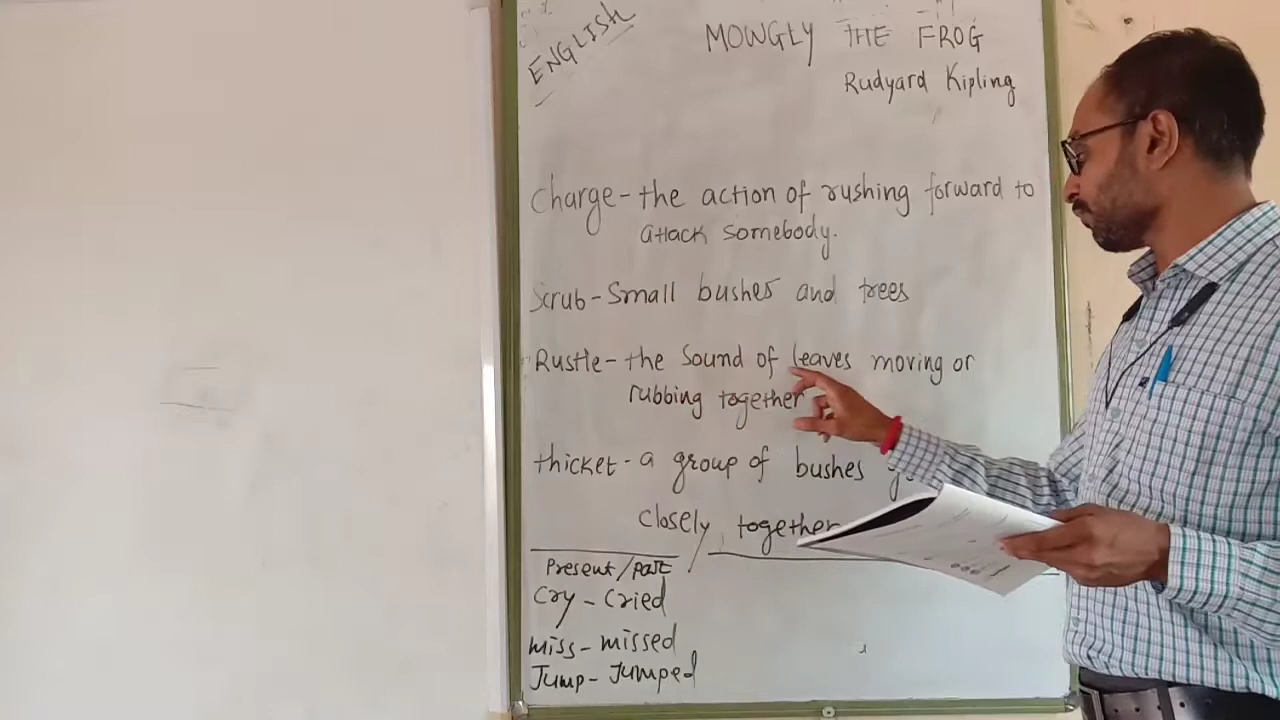 ENGLISH
MOWGLY THE FROG
Rudyard Kipling
Charge - the action of rushing forward to
attack somebody.
Scrub - Small bushes and trees
Rustle - the Sound of leaves moving or
rubbing together
thicket - a group of bushes
closely together
Present / past
Cry - Cried
miss - missed
Jump - Jumped